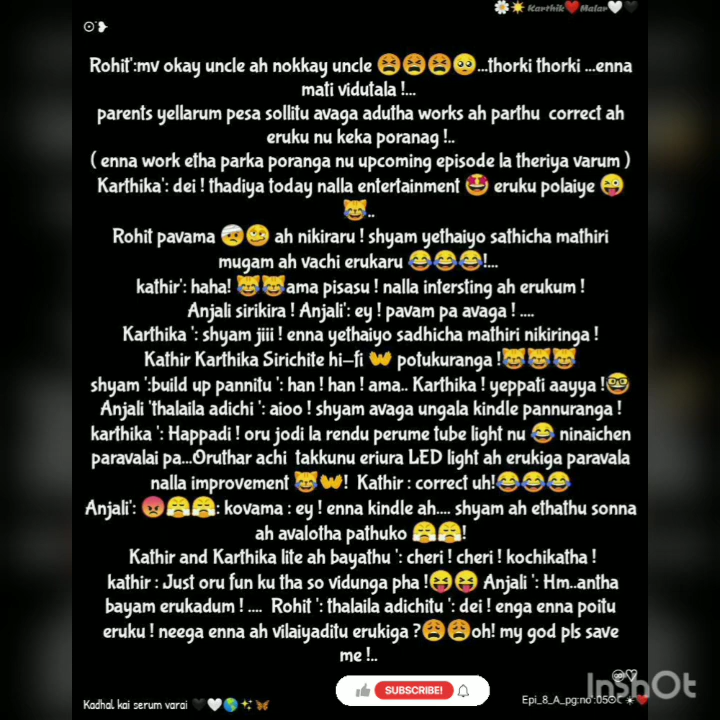 🌼☀️ Karthik❤️Malar🤍🖤
Rohit':mv okay uncle ah nokkay uncle 😫😫😫🥺...thorki thorki ...enna
mati vidutala !...
parents yellarum pesa sollitu avaga adutha works ah parthu correct ah
eruku nu keka poranag !..
( enna work etha parka poranga nu upcoming episode la theriya varum )
Karthika': dei ! thadiya today nalla entertainment 🤩 eruku polaiye 😜
😹..
Rohit pavama 🤕🥴 ah nikiraru ! shyam yethaiyo sathicha mathiri
mugam ah vachi erukaru 😂😂😂!...
kathir': haha! 😹😹ama pisasu ! nalla intersting ah erukum !
Anjali sirikira ! Anjali': ey ! pavam pa avaga ! ....
Karthika ': shyam jiii ! enna yethaiyo sadhicha mathiri nikiringa !
Kathir Karthika Sirichite hi-fi 👐 potukuranga !😹😹😹
shyam ':build up pannitu ': han ! han ! ama.. Karthika ! yeppati aayya !🤓
Anjali 'thalaila adichi ': aioo ! shyam avaga ungala kindle pannuranga !
karthika ': Happadi ! oru jodi la rendu perume tube light nu 😂 ninaichen
paravalai pa...Oruthar achi takkunu eriura LED light ah erukiga paravala
nalla improvement 😹👐! Kathir : correct uh!😂😂😂
Anjali': 😡😤😤: kovama : ey ! enna kindle ah.... shyam ah ethathu sonna
ah avalotha pathuko 😤😤!
Kathir and Karthika lite ah bayathu ': cheri ! cheri ! kochikatha !
kathir : Just oru fun ku tha so vidunga pha !😝😝 Anjali ': Hm..antha
bayam erukadum ! .... Rohit ': thalaila adichitu ': dei ! enga enna poitu
eruku ! neega enna ah vilaiyaditu erukiga ?😩😩oh! my god pls save
me !..
SUBSCRIBE!
InShOt
Kadhal kai serum varai 🖤🤍🌎✨🦋
Epi_8_A_pg:no':05